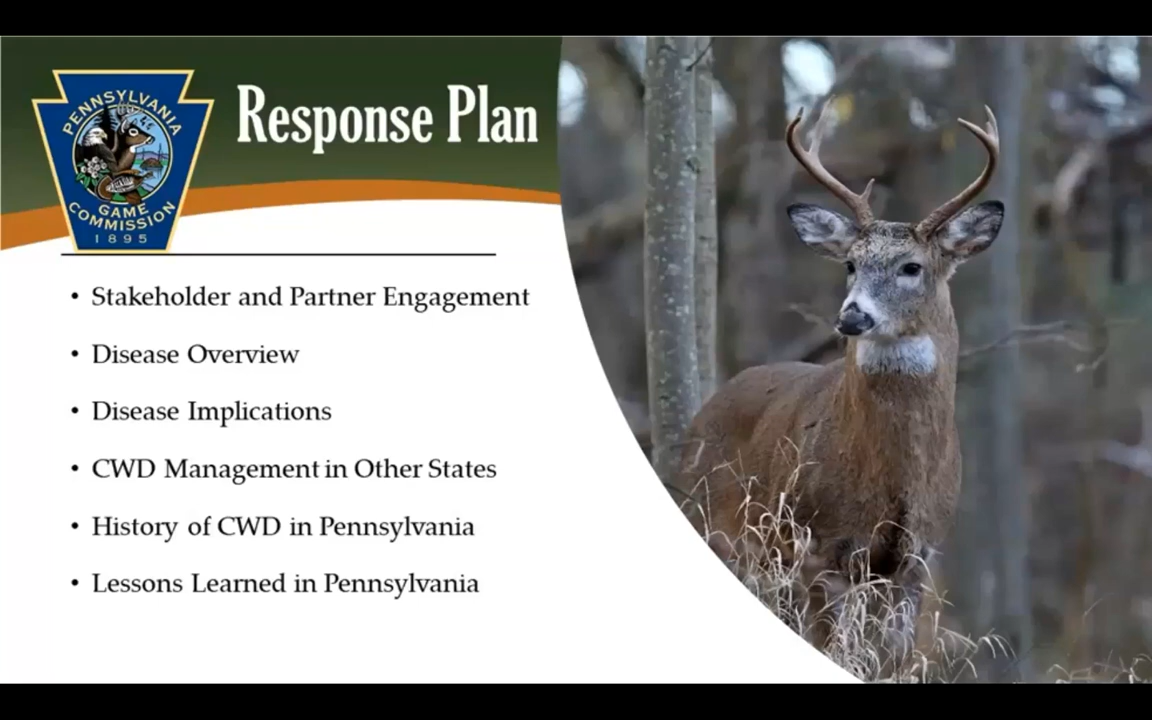 PENNSYLVANIA
GAME
COMMISSION
1895
Response Plan
• Stakeholder and Partner Engagement
• Disease Overview
• Disease Implications
• CWD Management in Other States
• History of CWD in Pennsylvania
• Lessons Learned in Pennsylvania